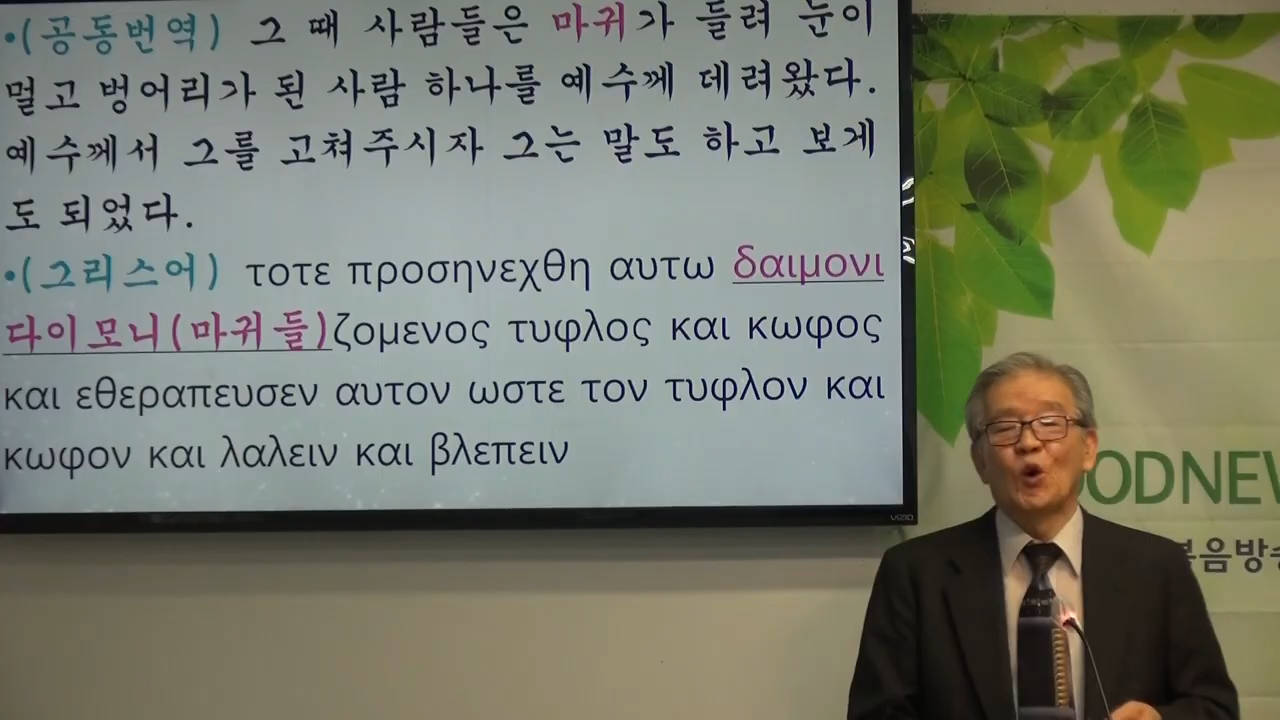 •(공동번역) 그 때 사람들은 마귀가 들려 눈이
멀고 벙어리가 된 사람 하나를 예수께 데려왔다.
예수께서 그를 고쳐주시자 그는 말도 하고 보게
도 되었다.
•(그리스어) τοτε προσηνεχθη αυτω δαιμονι
다이모니(마귀들)ζομενος τυφλος και κωφος
και εθεραπευσεν αυτον ωστε τον τυφλον και
κωφον και λαλειν και βλεπειν
VIZIO
OODNEW
복음방송